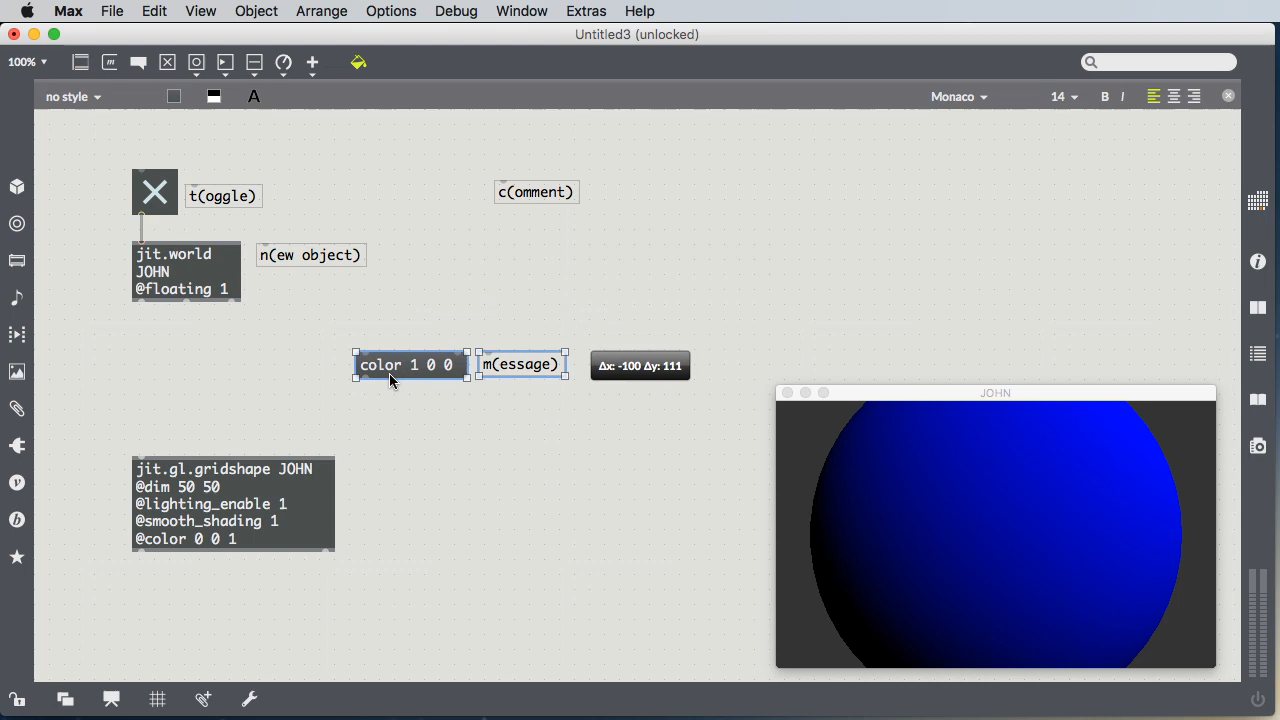 Max File Edit View Object Arrange Options Debug Window Extras Help
Untitled3 (unlocked)
100%
no style A Monaco 14 B I
t(oggle)
c(omment)
jit.world
JOHN
@floating 1
n(ew object)
color 1 0 0
m(essage)
Δx: -100 Δy: 111
JOHN
jit.gl.gridshape JOHN
@dim 50 50
@lighting_enable 1
@smooth_shading 1
@color 0 0 1